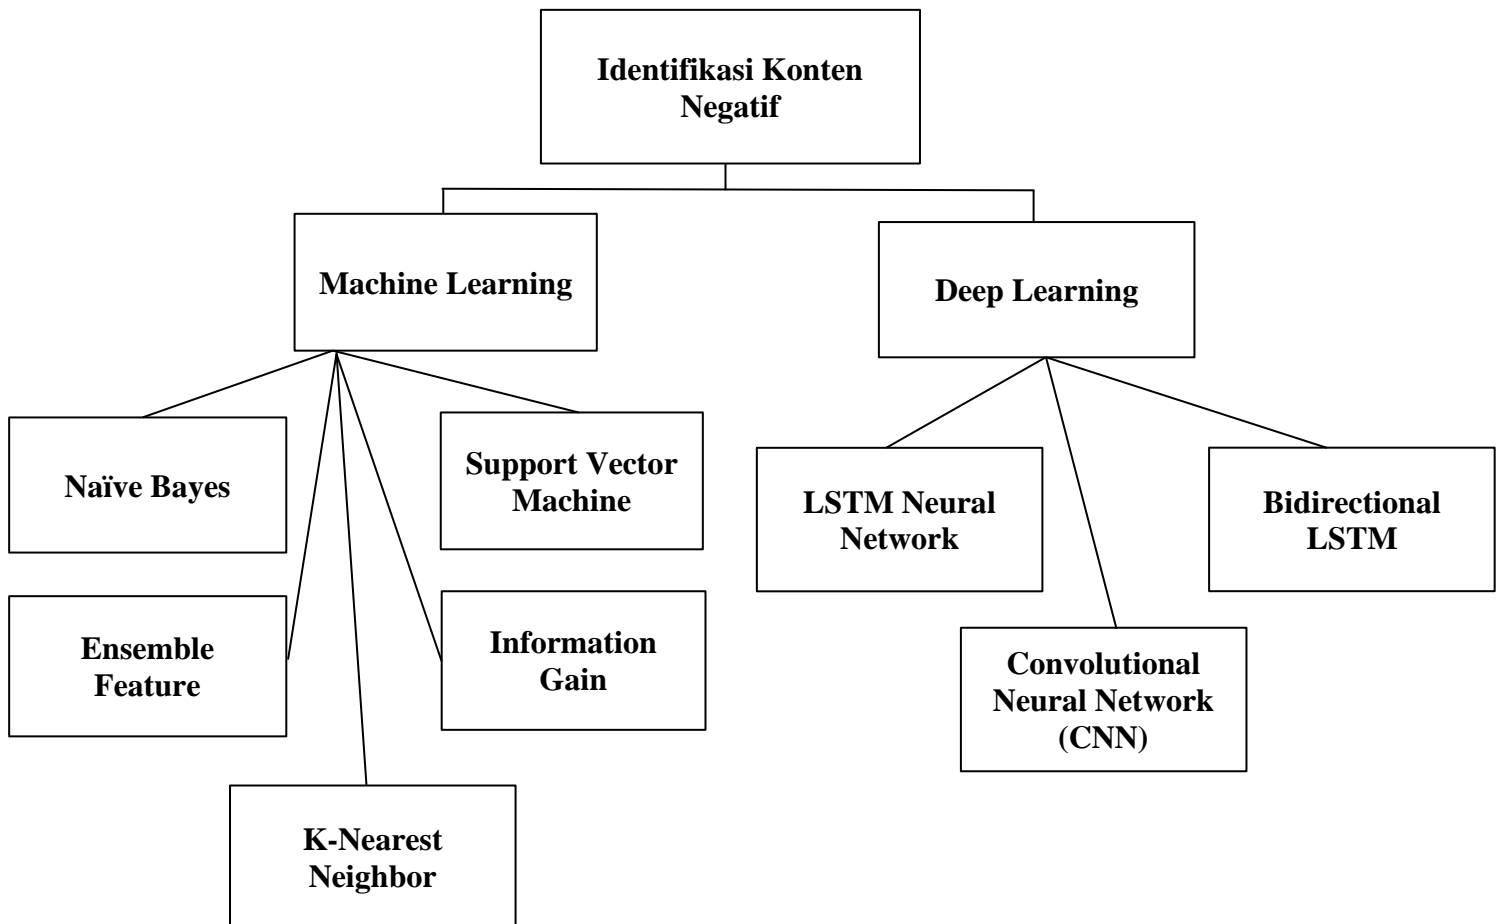 Identifikasi Konten
Negatif
Machine Learning
Deep Learning
Naïve Bayes
Support Vector
Machine
LSTM Neural
Network
Bidirectional
LSTM
Ensemble
Feature
Information
Gain
Convolutional
Neural Network
(CNN)
K-Nearest
Neighbor